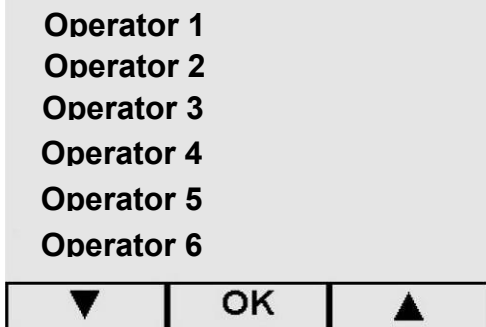 Operator 1
Operator 2
Operator 3
Operator 4
Operator 5
Operator 6
▼ OK ▲